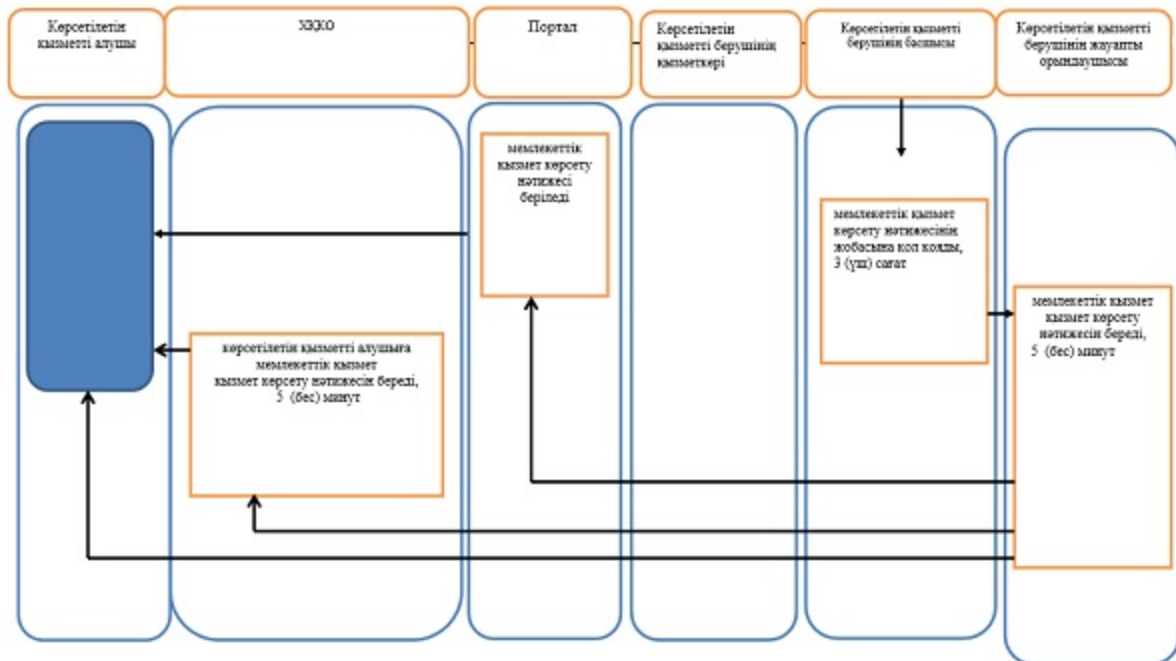 Көрсетілетін
қызметті алушы
ХҚКО
Портал
Көрсетілетін
қызметті берушінің
қызметкері
Көрсетілетін қызметті
берушінің басшысы
Көрсетілетін қызметті
берушінің жауапты
орындаушысы
мемлекеттік
қызмет көрсету
нәтижесі
беріледі
мемлекеттік қызмет
көрсету нәтижесінің
жобасына қол қояды,
3 (үш) сағат
мемлекеттік қызмет
қызмет көрсету
нәтижесін береді,
5 (бес) минут
көрсетілетін қызметті алушыға
мемлекеттік қызмет
қызмет көрсету нәтижесін береді,
5 (бес) минут